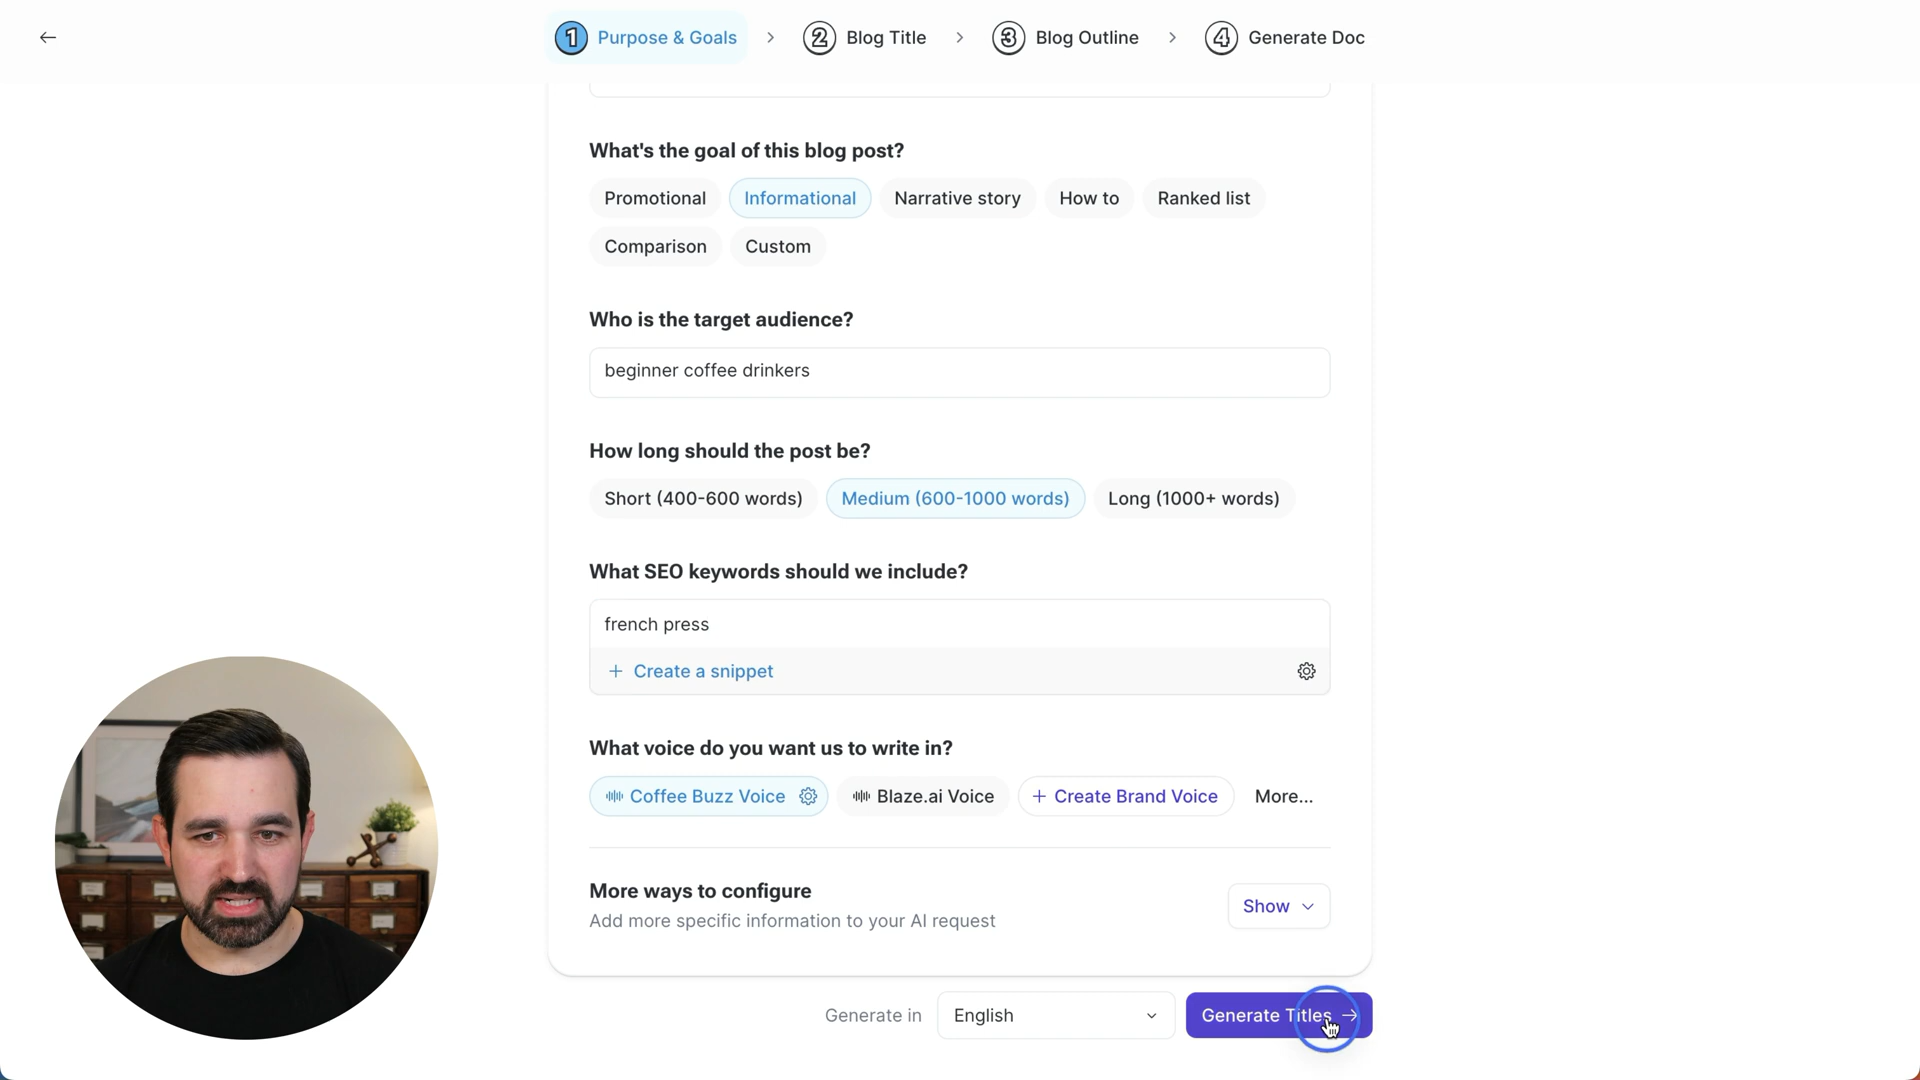 1 Purpose & Goals > 2 Blog Title > 3 Blog Outline > 4 Generate Doc
What's the goal of this blog post?
Promotional Informational Narrative story How to Ranked list
Comparison Custom
Who is the target audience?
beginner coffee drinkers
How long should the post be?
Short (400-600 words) Medium (600-1000 words) Long (1000+ words)
What SEO keywords should we include?
french press
+ Create a snippet
What voice do you want us to write in?
Coffee Buzz Voice Blaze.ai Voice + Create Brand Voice More...
More ways to configure
Show
Add more specific information to your AI request
Generate in English Generate Titles →